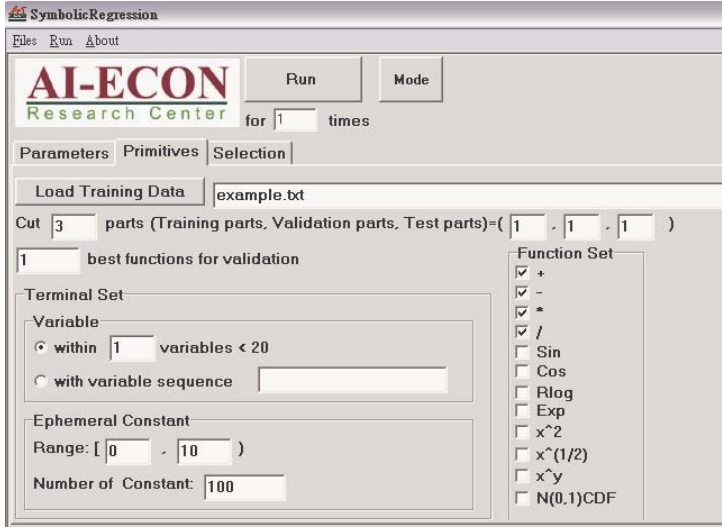 SymbolicRegression
Files Run About
AI-ECON
Research Center
Run
Mode
for 1 times
Parameters Primitives Selection
Load Training Data example.txt
Cut 3 parts (Training parts, Validation parts, Test parts)=( 1 , 1 , 1 )
1 best functions for validation
Function Set
+
-
*
/
Sin
Cos
Rlog
Exp
x^2
x^(1/2)
x^y
N(0,1)CDF
Terminal Set
Variable
within 1 variables < 20
with variable sequence
Ephemeral Constant
Range: [ 0 , 10 )
Number of Constant: 100